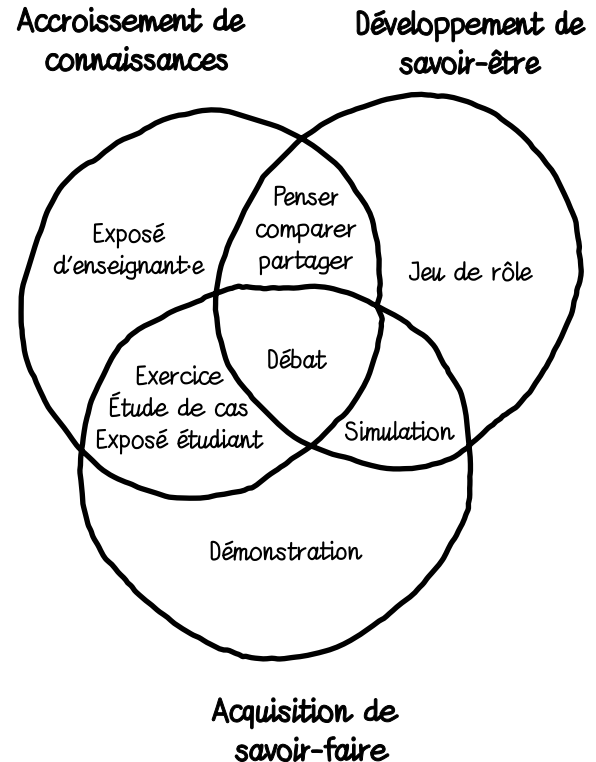 Accroissement de
connaissances
Développement de
savoir-être
Penser
comparer
partager
Exposé
d'enseignant·e
Jeu de rôle
Débat
Exercice
Étude de cas
Exposé étudiant
Simulation
Démonstration
Acquisition de
savoir-faire